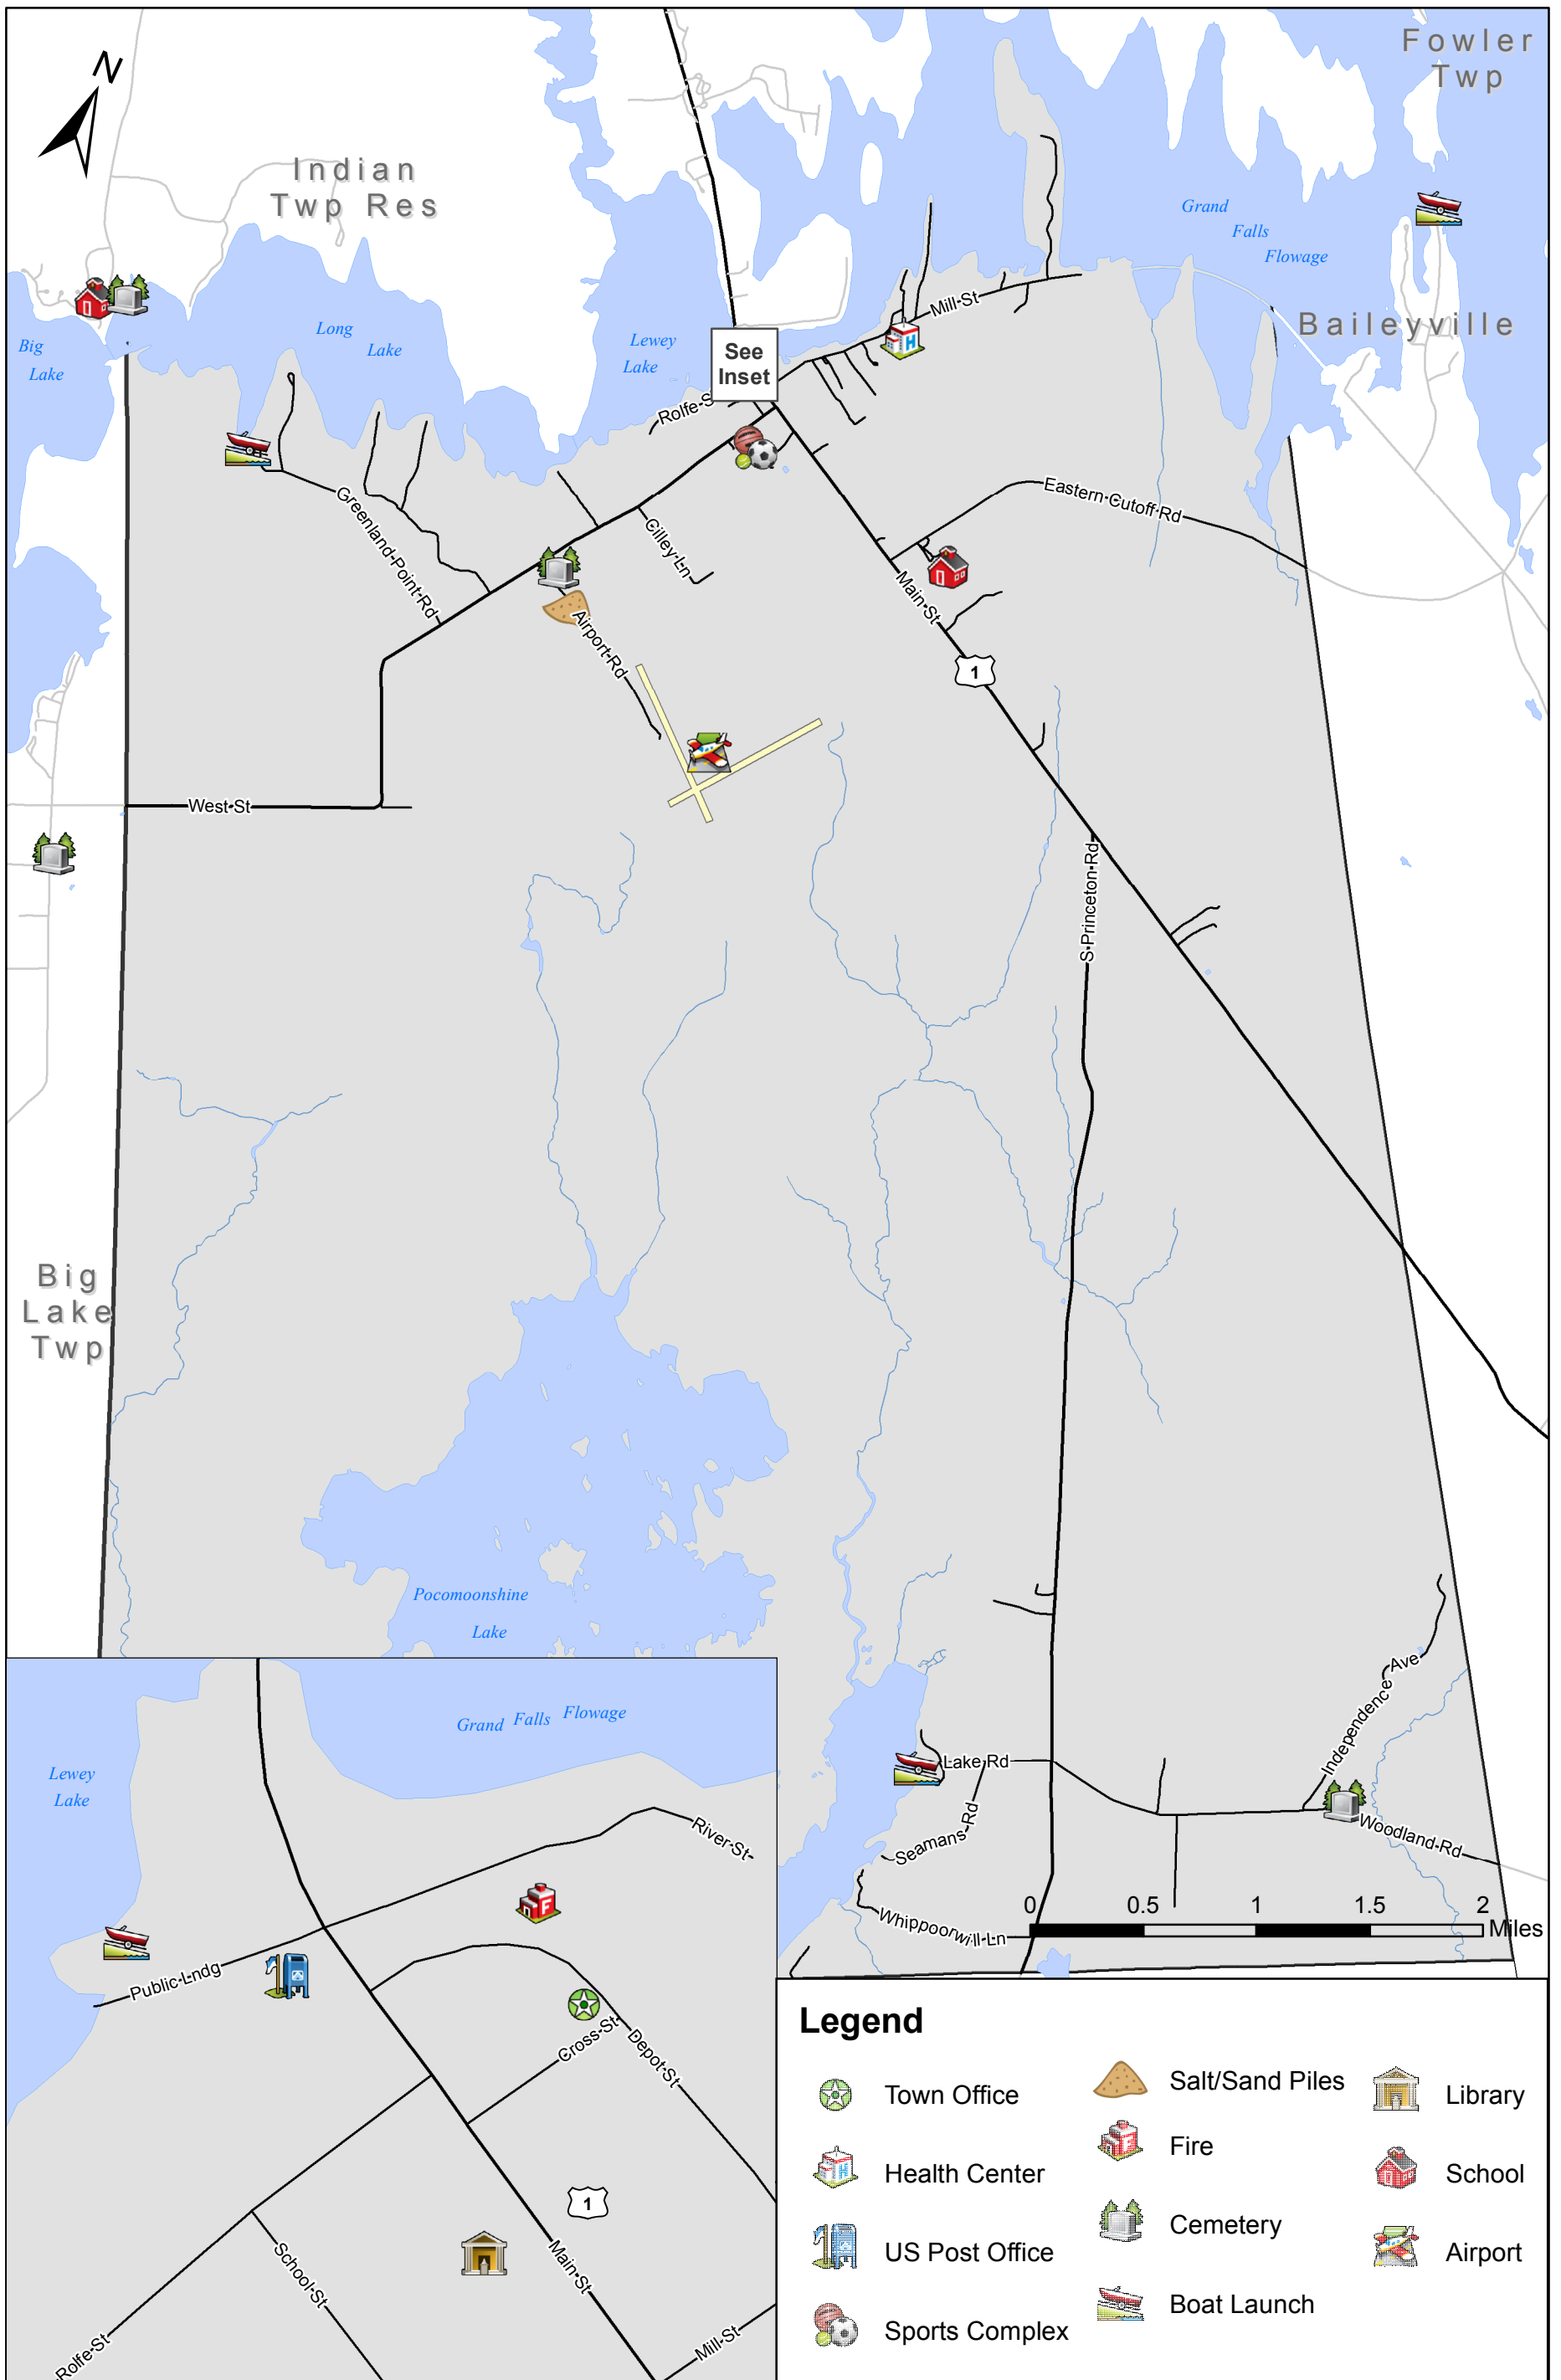 N
Fowler
Twp
Indian
Twp Res
Grand
Falls
Flowage
Mill St
Baileyville
Long
Lake
Big
Lake
Lewey
Lake
See
Inset
Rolfe S
Greenland Point Rd
Cilley Ln
Eastern Cutoff Rd
Airport Rd
Main St
1
West St
S Princeton Rd
Big
Lake
Twp
Pocomoonshine
Lake
Independence Ave
Lake Rd
Seamans Rd
Woodland Rd
Whippoorwill Ln
0 0.5 1 1.5 2
Miles
Grand Falls Flowage
Lewey
Lake
River St
Public Lndg
Cross St
Depot St
1
School St
Main St
Rolfe St
Mill St
Legend
Town Office
Health Center
US Post Office
Sports Complex
Salt/Sand Piles
Fire
Cemetery
Boat Launch
Library
School
Airport